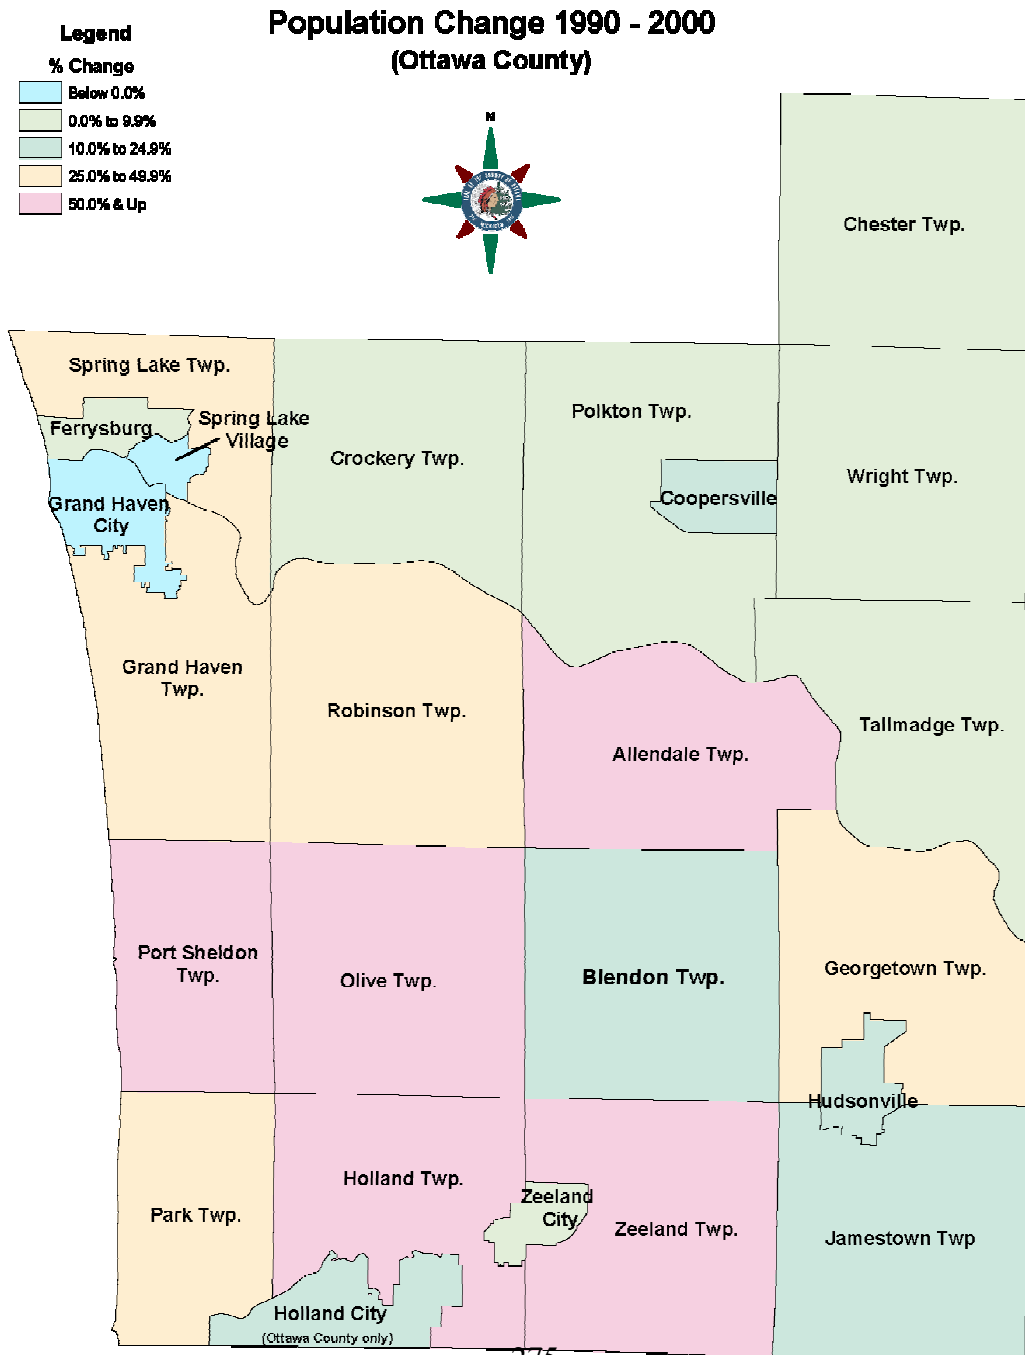 Population Change 1990 - 2000
(Ottawa County)
Legend
% Change
Below 0.0%
0.0% to 9.9%
10.0% to 24.9%
25.0% to 49.9%
50.0% & Up
N
Chester Twp.
Spring Lake Twp.
Ferrysburg
Spring Lake
Village
Polkton Twp.
Crockery Twp.
Wright Twp.
Coopersville
Grand Haven
City
Grand Haven
Twp.
Robinson Twp.
Allendale Twp.
Tallmadge Twp.
Port Sheldon
Twp.
Olive Twp.
Blendon Twp.
Georgetown Twp.
Hudsonville
Holland Twp.
Zeeland
City
Park Twp.
Zeeland Twp.
Jamestown Twp
Holland City
(Ottawa County only)